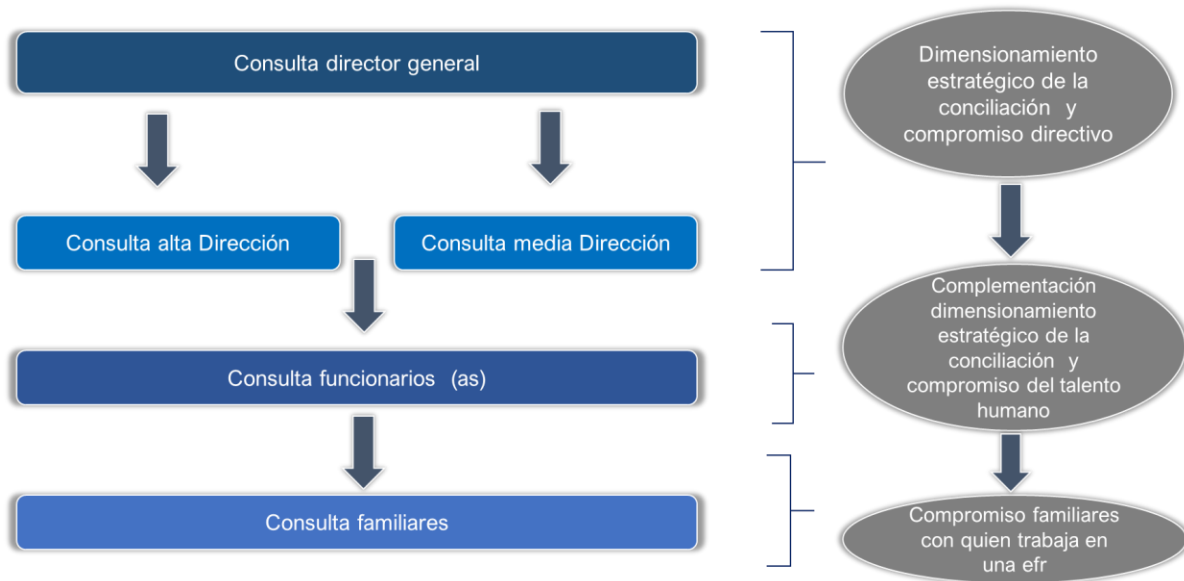 Consulta director general
Consulta alta Dirección
Consulta media Dirección
Consulta funcionarios (as)
Consulta familiares
Dimensionamiento
estratégico de la
conciliación y
compromiso directivo
Complementación
dimensionamiento
estratégico de la
conciliación y
compromiso del talento
humano
Compromiso familiares
con quien trabaja en
una efr